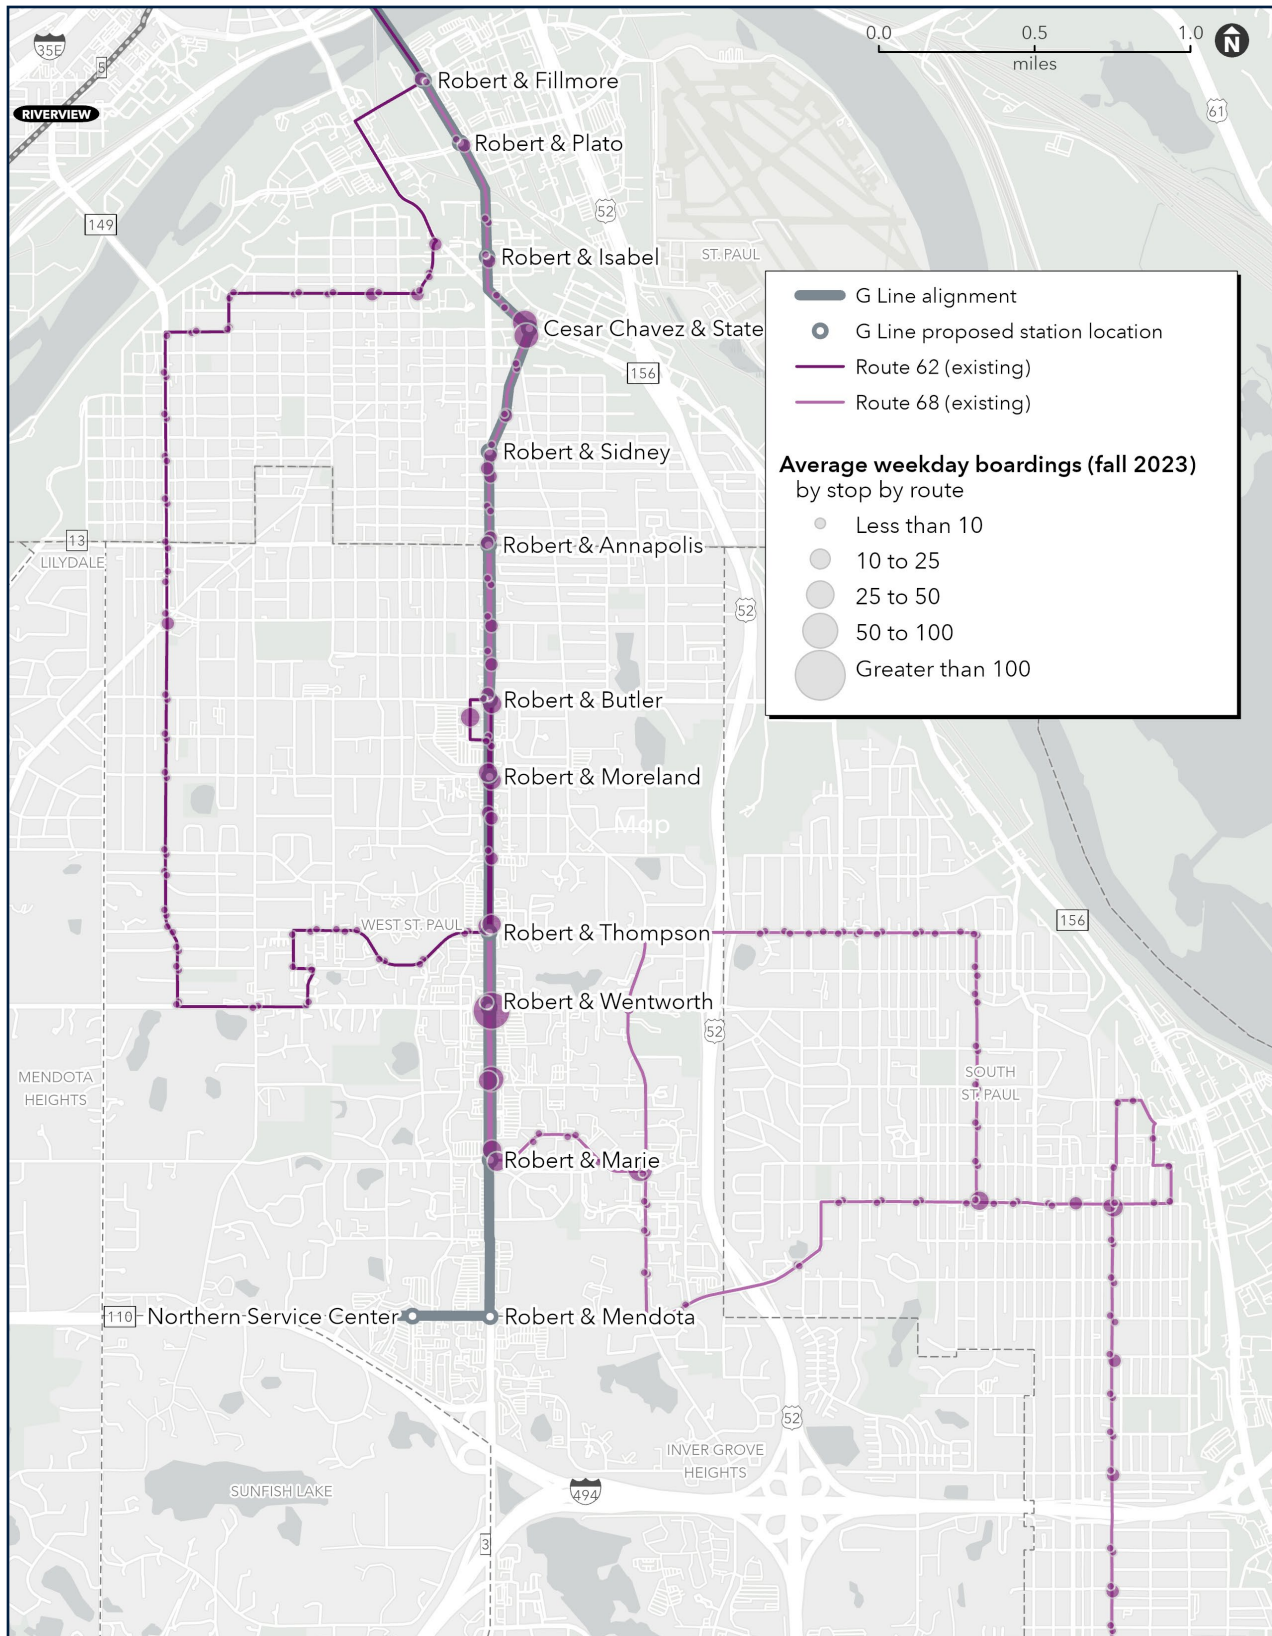 35E
5
RIVERVIEW
0.0
0.5
1.0
miles
N
61
Robert & Fillmore
Robert & Plato
149
52
Robert & Isabel
ST. PAUL
G Line alignment
G Line proposed station location
Route 62 (existing)
Route 68 (existing)
Average weekday boardings (fall 2023)
by stop by route
Less than 10
10 to 25
25 to 50
50 to 100
Greater than 100
Cesar Chavez & State
156
Robert & Sidney
13
LILYDALE
Robert & Annapolis
52
Robert & Butler
Robert & Moreland
Map
WEST ST. PAUL
Robert & Thompson
156
Robert & Wentworth
52
MENDOTA
HEIGHTS
SOUTH
ST. PAUL
Robert & Marie
110
Northern Service Center
Robert & Mendota
52
INVER GROVE
HEIGHTS
SUNFISH LAKE
494
3